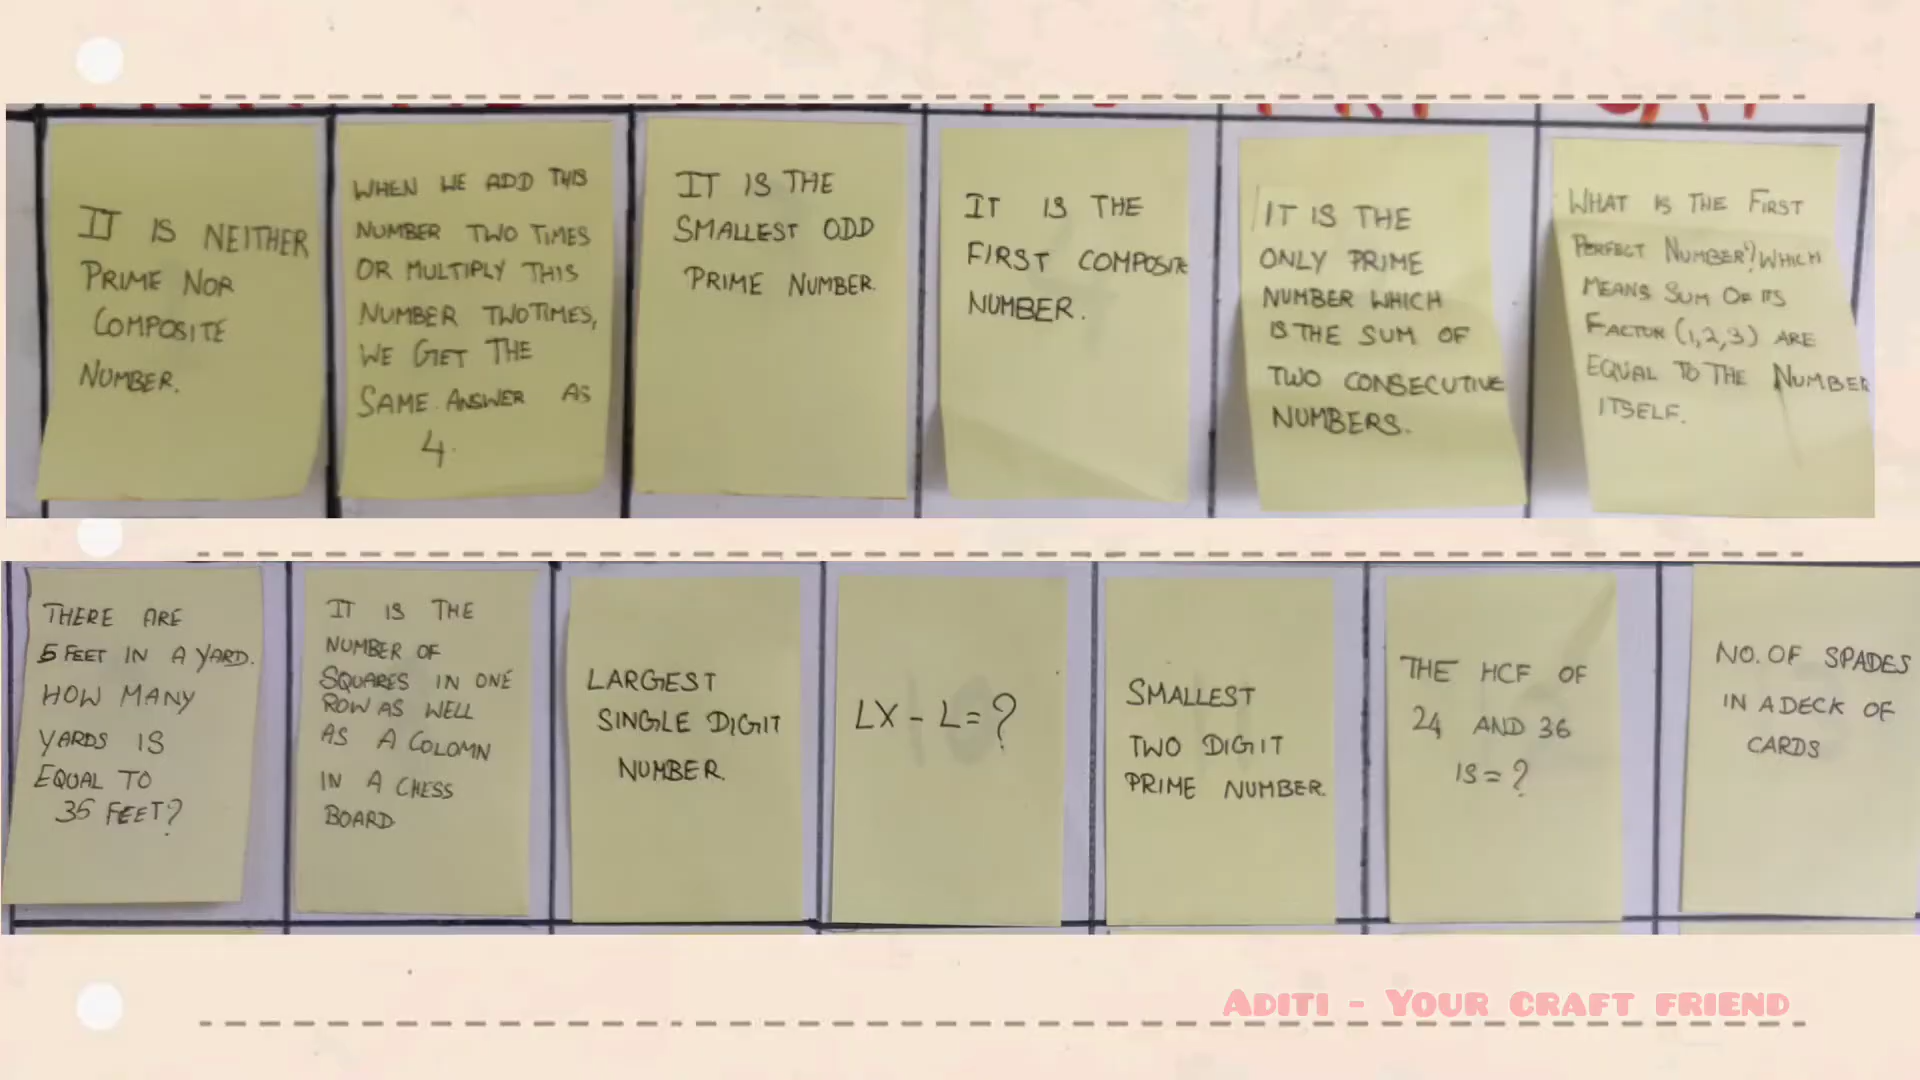 IT IS NEITHER
PRIME NOR
COMPOSITE
NUMBER.
WHEN WE ADD THIS
NUMBER TWO TIMES
OR MULTIPLY THIS
NUMBER TWO TIMES,
WE GET THE
SAME ANSWER AS
4.
IT IS THE
SMALLEST ODD
PRIME NUMBER.
IT IS THE
FIRST COMPOSITE
NUMBER.
IT IS THE
ONLY PRIME
NUMBER WHICH
IS THE SUM OF
TWO CONSECUTIVE
NUMBERS.
WHAT IS THE FIRST
PERFECT NUMBER? WHICH
MEANS SUM OF ITS
FACTOR (1,2,3) ARE
EQUAL TO THE NUMBER
ITSELF.
THERE ARE
5 FEET IN A YARD.
HOW MANY
YARDS IS
EQUAL TO
35 FEET?
IT IS THE
NUMBER OF
SQUARES IN ONE
ROW AS WELL
AS A COLOMN
IN A CHESS
BOARD
LARGEST
SINGLE DIGIT
NUMBER.
LX - L = ?
SMALLEST
TWO DIGIT
PRIME NUMBER.
THE HCF OF
24 AND 36
IS = ?
NO. OF SPADES
IN A DECK OF
CARDS
ADITI - YOUR CRAFT FRIEND